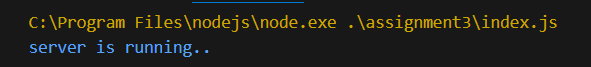 C:\Program Files\nodejs\node.exe .\assignment3\index.js
server is running..